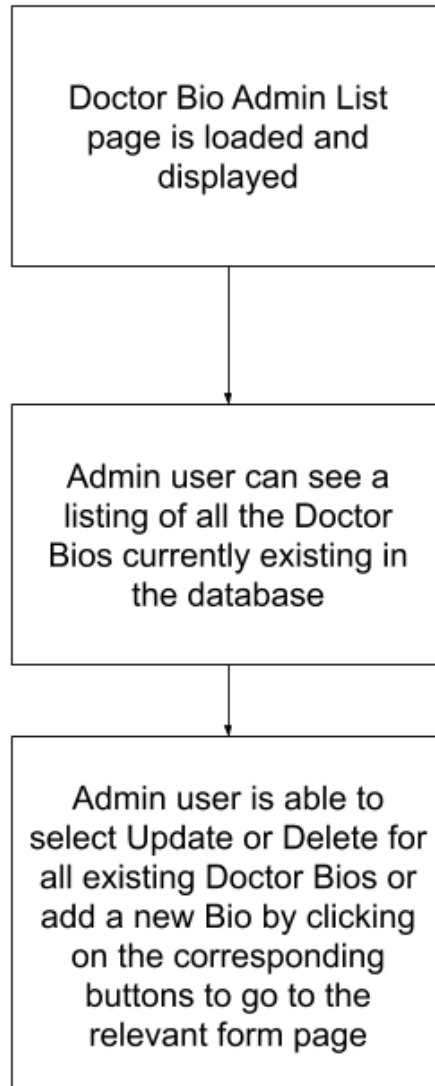 Doctor Bio Admin List
page is loaded and
displayed
Admin user can see a
listing of all the Doctor
Bios currently existing in
the database
Admin user is able to
select Update or Delete for
all existing Doctor Bios or
add a new Bio by clicking
on the corresponding
buttons to go to the
relevant form page